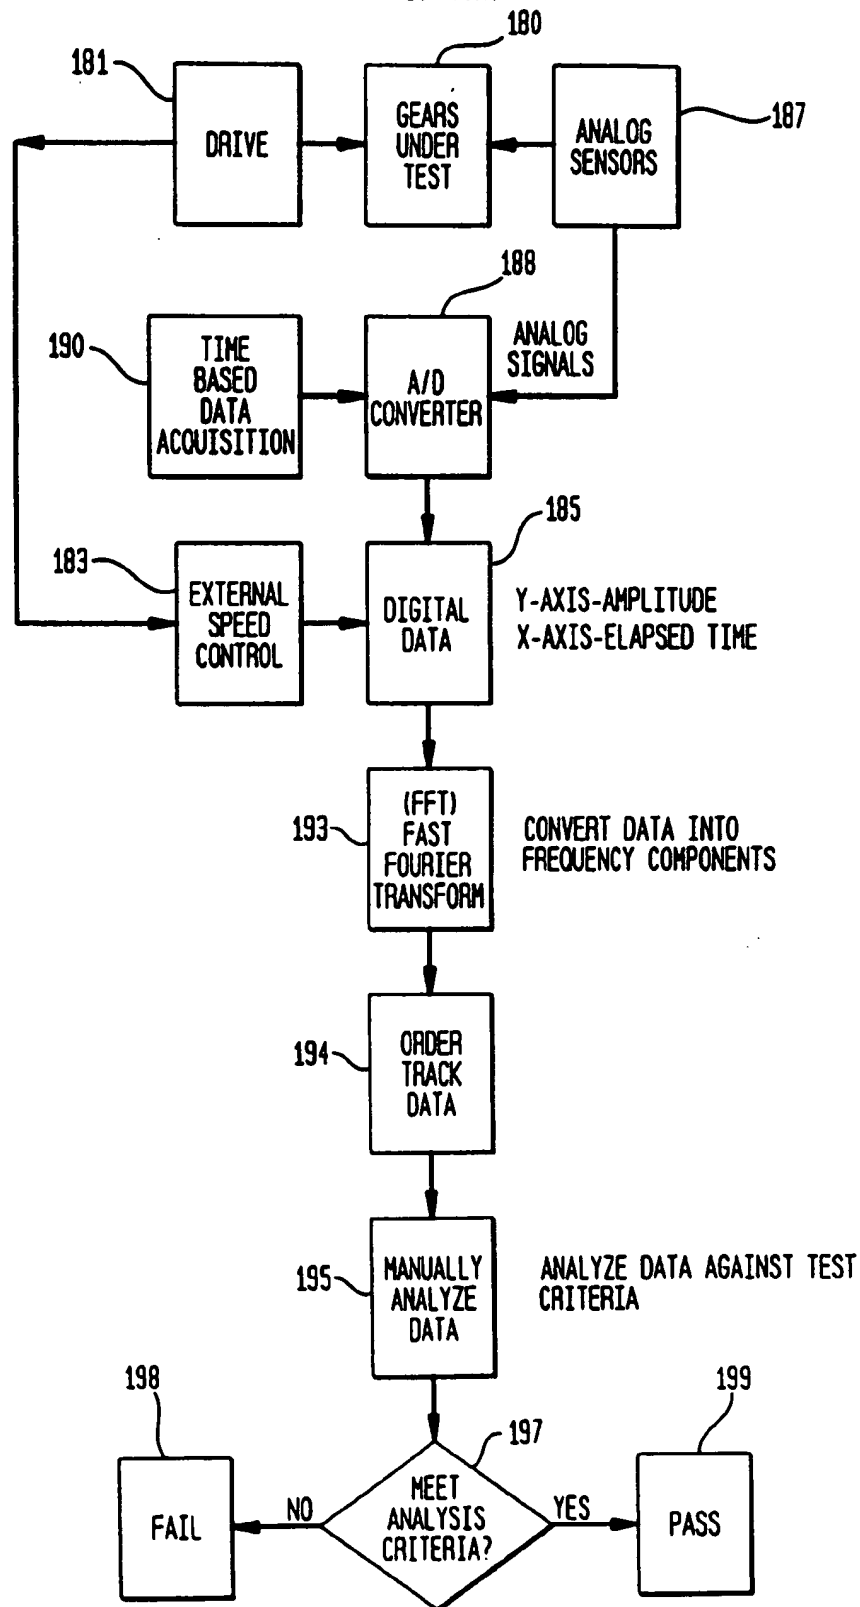 180
181
DRIVE
GEARS
UNDER
TEST
ANALOG
SENSORS
187
188
190
TIME
BASED
DATA
ACQUISITION
A/D
CONVERTER
ANALOG
SIGNALS
185
183
EXTERNAL
SPEED
CONTROL
DIGITAL
DATA
Y-AXIS-AMPLITUDE
X-AXIS-ELAPSED TIME
193
(FFT)
FAST
FOURIER
TRANSFORM
CONVERT DATA INTO
FREQUENCY COMPONENTS
194
ORDER
TRACK
DATA
195
MANUALLY
ANALYZE
DATA
ANALYZE DATA AGAINST TEST
CRITERIA
198
197
199
FAIL
NO
MEET
ANALYSIS
CRITERIA?
YES
PASS